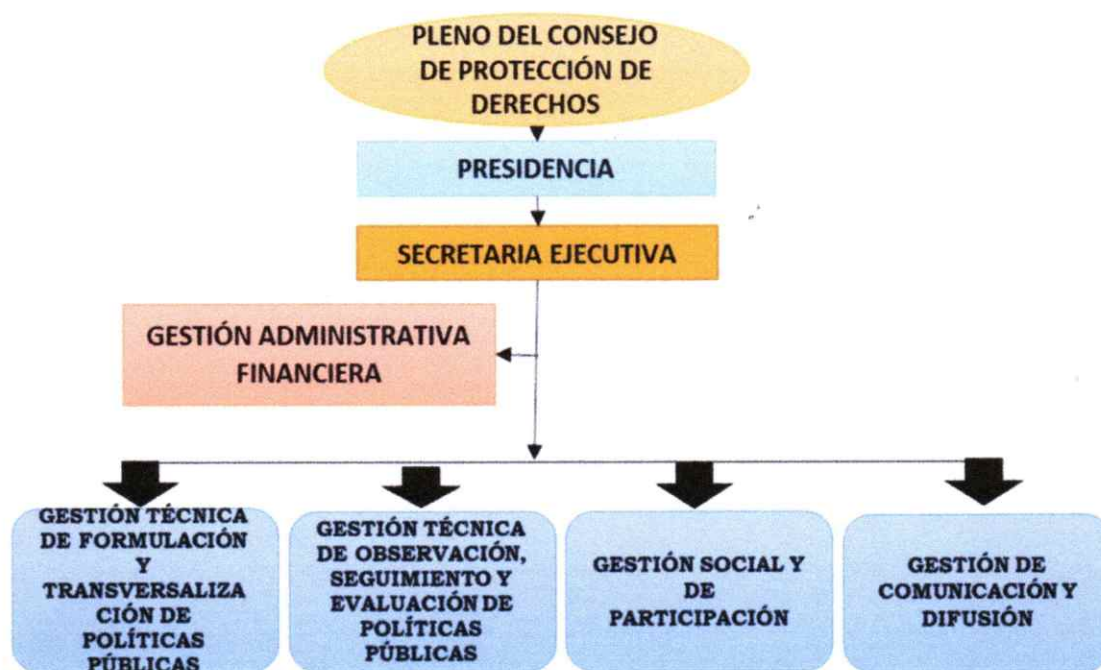 PLENO DEL CONSEJO
DE PROTECCIÓN DE
DERECHOS
PRESIDENCIA
SECRETARIA EJECUTIVA
GESTIÓN ADMINISTRATIVA
FINANCIERA
GESTIÓN TÉCNICA
DE FORMULACIÓN
Y
TRANSVERSALIZA
CIÓN DE
POLÍTICAS
PÚBLICAS
GESTIÓN TÉCNICA
DE OBSERVACIÓN,
SEGUIMIENTO Y
EVALUACIÓN DE
POLÍTICAS
PÚBLICAS
GESTIÓN SOCIAL Y
DE
PARTICIPACIÓN
GESTIÓN DE
COMUNICACIÓN Y
DIFUSIÓN